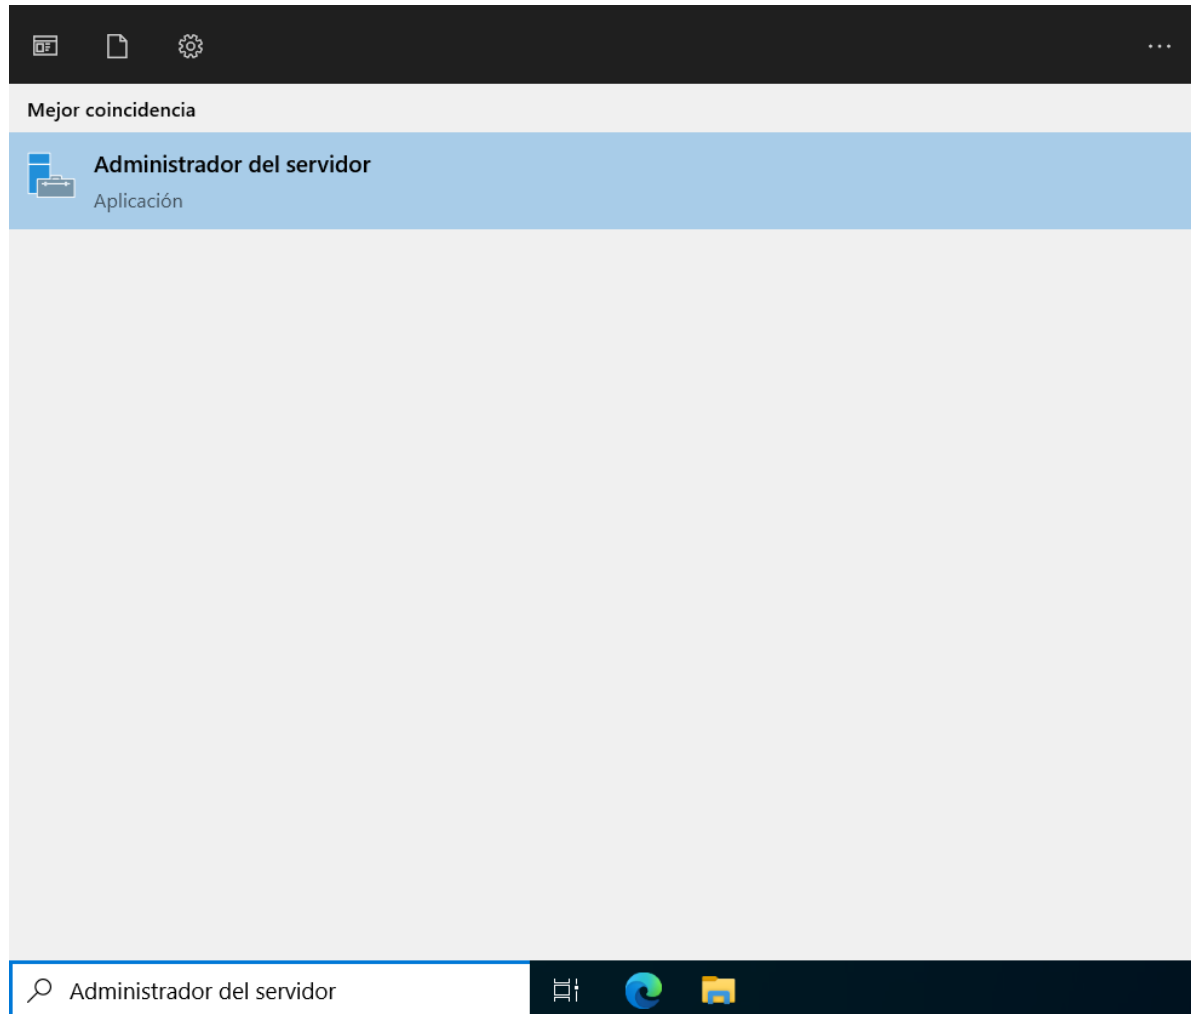 Mejor coincidencia
Administrador del servidor
Aplicación
Administrador del servidor